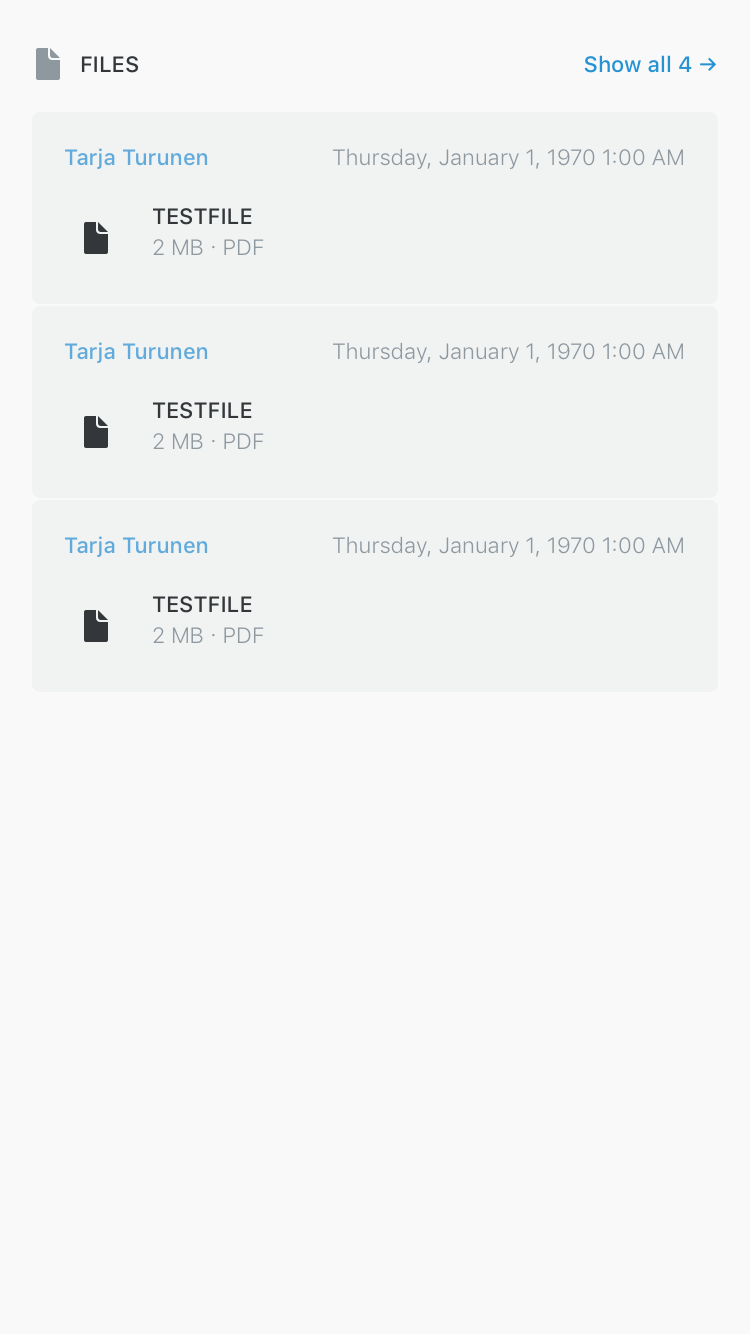 FILES
Show all 4 →
Tarja Turunen
Thursday, January 1, 1970 1:00 AM
TESTFILE
2 MB · PDF
Tarja Turunen
Thursday, January 1, 1970 1:00 AM
TESTFILE
2 MB · PDF
Tarja Turunen
Thursday, January 1, 1970 1:00 AM
TESTFILE
2 MB · PDF